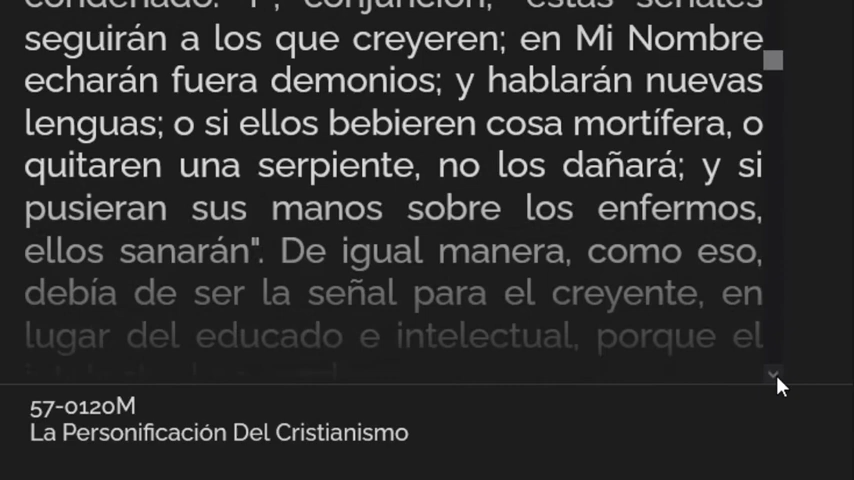 condenado. "Y", conjunción, "estas señales
seguirán a los que creyeren; en Mi Nombre
echarán fuera demonios; y hablarán nuevas
lenguas; o si ellos bebieren cosa mortífera, o
quitaren una serpiente, no los dañará; y si
pusieran sus manos sobre los enfermos,
ellos sanarán". De igual manera, como eso,
debía de ser la señal para el creyente, en
lugar del educado e intelectual, porque el
57-0120M
La Personificación Del Cristianismo